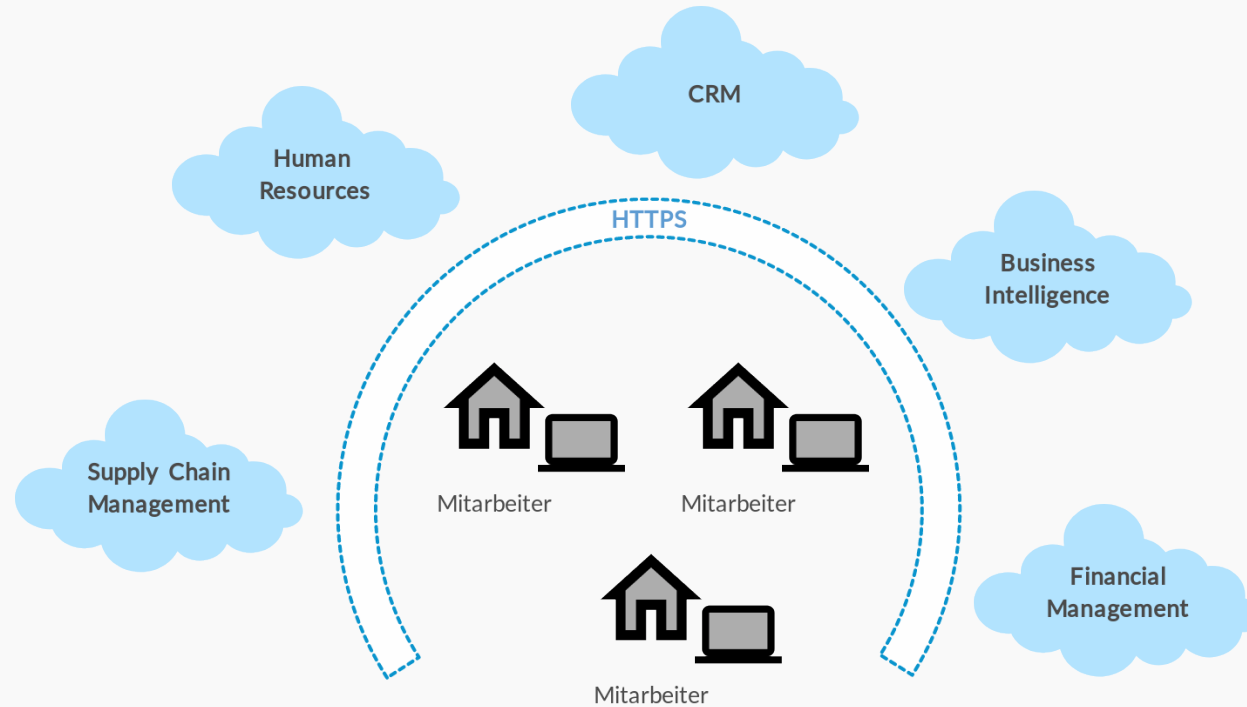 CRM
Human
Resources
HTTPS
Business
Intelligence
Supply Chain
Management
Mitarbeiter
Mitarbeiter
Financial
Management
Mitarbeiter